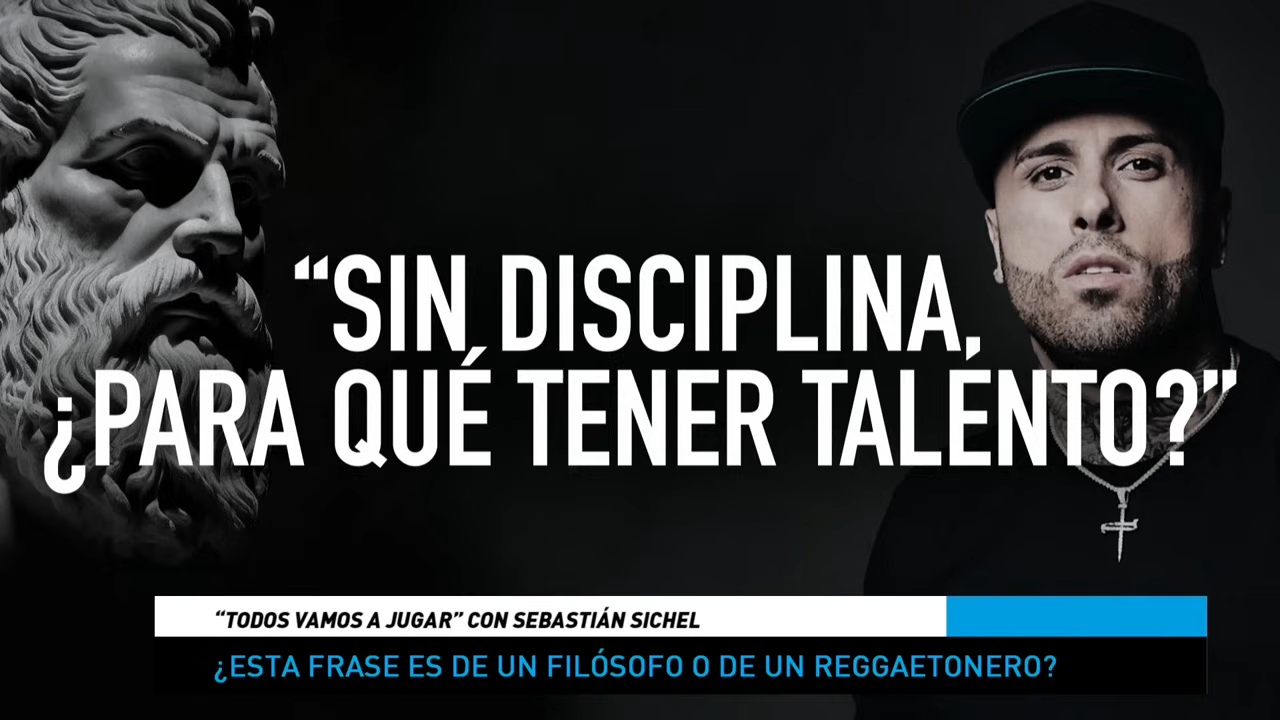 “SIN DISCIPLINA,
¿PARA QUÉ TENER TALENTO?”
“TODOS VAMOS A JUGAR” CON SEBASTIÁN SICHEL
¿ESTA FRASE ES DE UN FILÓSOFO O DE UN REGGAETONERO?